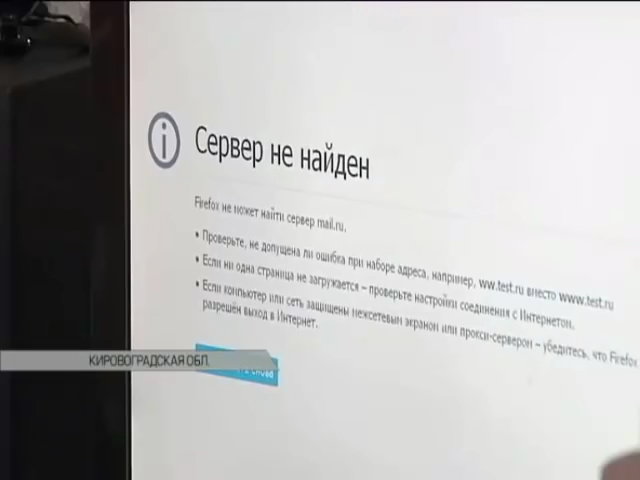 Сервер не найден
Firefox не может найти сервер mail.ru.
• Проверьте, не допущена ли ошибка при наборе адреса, например, ww.test.ru вместо www.test.ru
• Если ни одна страница не загружается – проверьте настройки соединения с Интернетом.
• Если компьютер или сеть защищены межсетевым экраном или прокси-сервером – убедитесь, что Firefox
разрешён выход в Интернет.
КИРОВОГРАДСКАЯ ОБЛ.